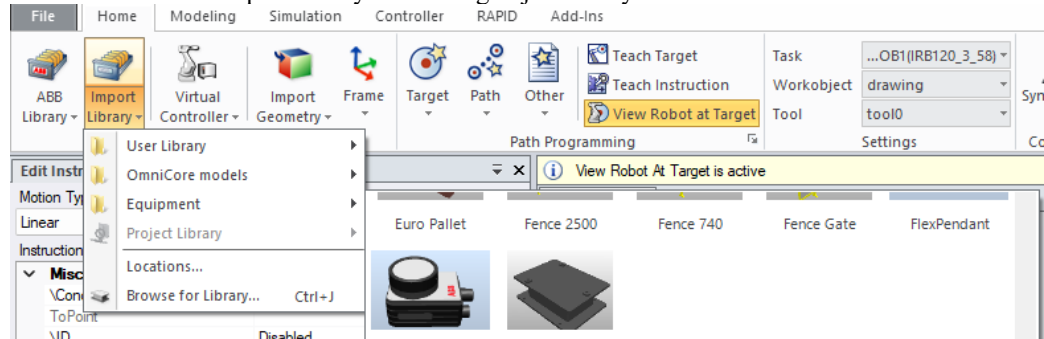 File Home Modeling Simulation Controller RAPID Add-Ins
ABB Library
Import Library
Virtual Controller
Import Geometry
Frame
Target
Path
Other
Teach Target
Teach Instruction
View Robot at Target
Path Programming
Task ...OB1(IRB120_3_58)
Workobject drawing
Tool tool0
Settings
User Library
OmniCore models
Equipment
Project Library
Locations...
Browse for Library... Ctrl+J
Edit Instr
View Robot At Target is active
Motion Ty
Linear
Instruction
Misc
\Con
ToPoint
\ID Disabled
Euro Pallet Fence 2500 Fence 740 Fence Gate FlexPendant